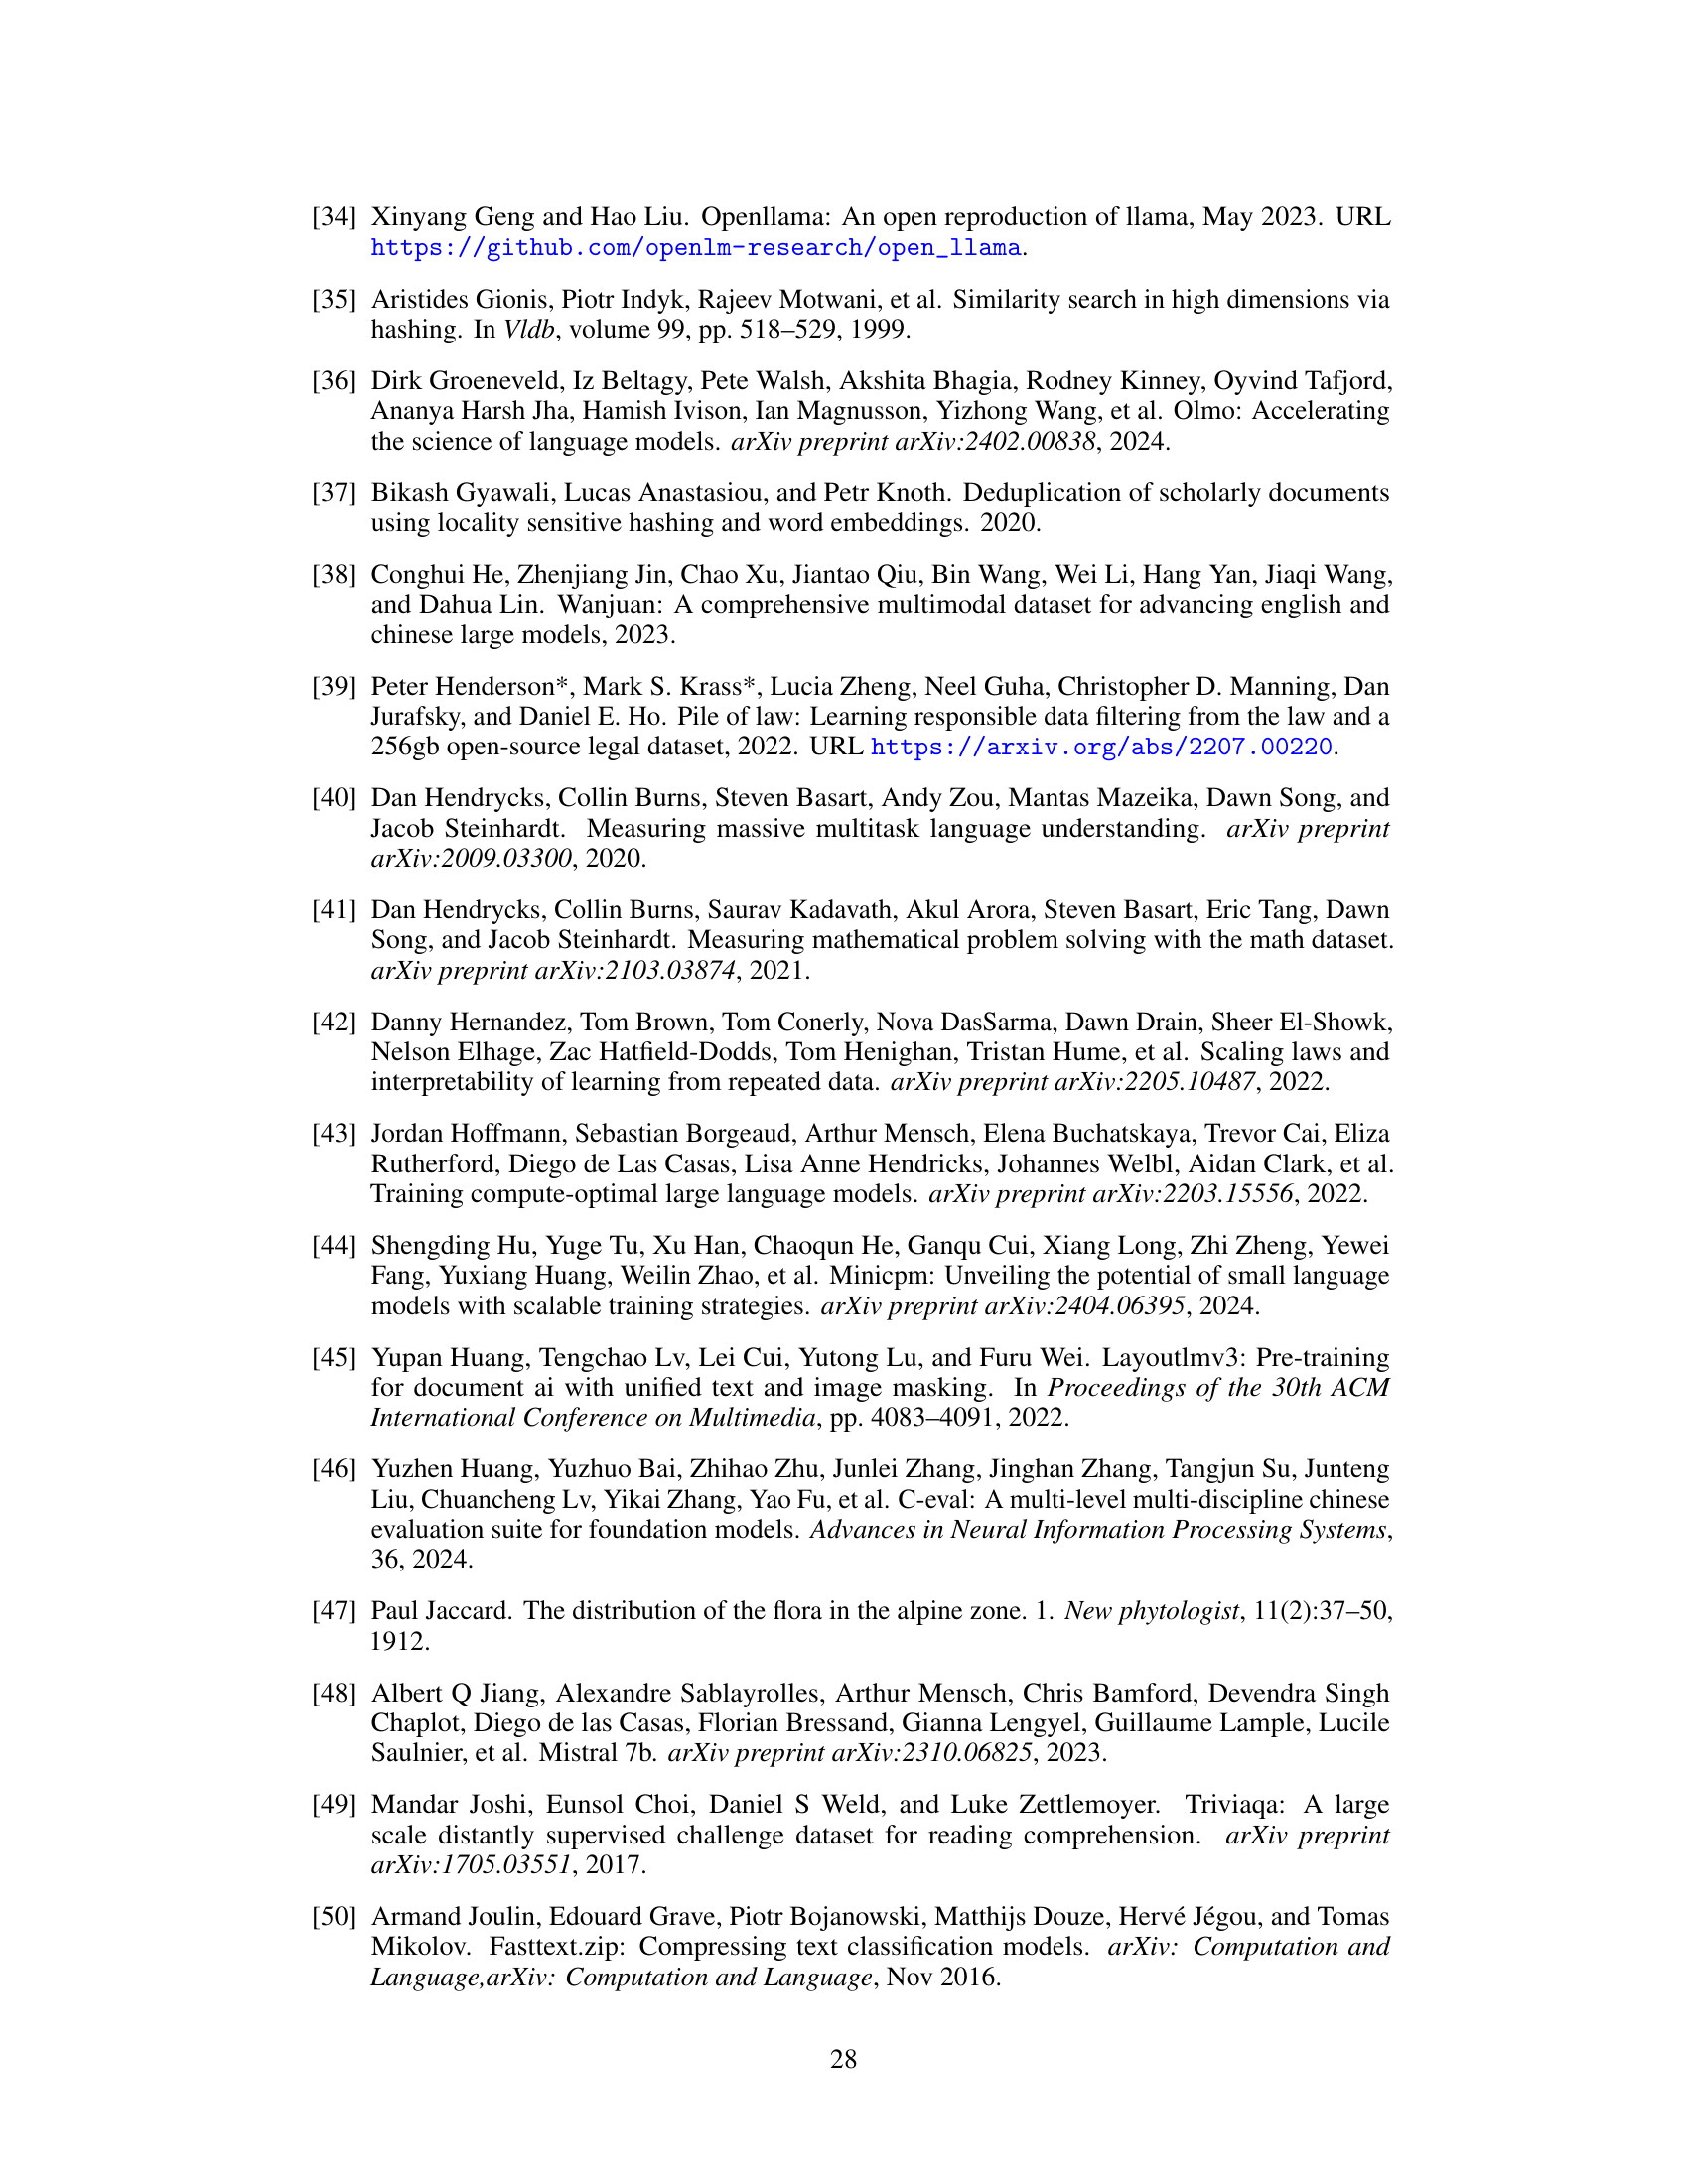 [34] Xinyang Geng and Hao Liu. Openllama: An open reproduction of llama, May 2023. URL
https://github.com/openlm-research/open_llama.
[35] Aristides Gionis, Piotr Indyk, Rajeev Motwani, et al. Similarity search in high dimensions via
hashing. In Vldb, volume 99, pp. 518–529, 1999.
[36] Dirk Groeneveld, Iz Beltagy, Pete Walsh, Akshita Bhagia, Rodney Kinney, Oyvind Tafjord,
Ananya Harsh Jha, Hamish Ivison, Ian Magnusson, Yizhong Wang, et al. Olmo: Accelerating
the science of language models. arXiv preprint arXiv:2402.00838, 2024.
[37] Bikash Gyawali, Lucas Anastasiou, and Petr Knoth. Deduplication of scholarly documents
using locality sensitive hashing and word embeddings. 2020.
[38] Conghui He, Zhenjiang Jin, Chao Xu, Jiantao Qiu, Bin Wang, Wei Li, Hang Yan, Jiaqi Wang,
and Dahua Lin. Wanjuan: A comprehensive multimodal dataset for advancing english and
chinese large models, 2023.
[39] Peter Henderson*, Mark S. Krass*, Lucia Zheng, Neel Guha, Christopher D. Manning, Dan
Jurafsky, and Daniel E. Ho. Pile of law: Learning responsible data filtering from the law and a
256gb open-source legal dataset, 2022. URL https://arxiv.org/abs/2207.00220.
[40] Dan Hendrycks, Collin Burns, Steven Basart, Andy Zou, Mantas Mazeika, Dawn Song, and
Jacob Steinhardt. Measuring massive multitask language understanding. arXiv preprint
arXiv:2009.03300, 2020.
[41] Dan Hendrycks, Collin Burns, Saurav Kadavath, Akul Arora, Steven Basart, Eric Tang, Dawn
Song, and Jacob Steinhardt. Measuring mathematical problem solving with the math dataset.
arXiv preprint arXiv:2103.03874, 2021.
[42] Danny Hernandez, Tom Brown, Tom Conerly, Nova DasSarma, Dawn Drain, Sheer El-Showk,
Nelson Elhage, Zac Hatfield-Dodds, Tom Henighan, Tristan Hume, et al. Scaling laws and
interpretability of learning from repeated data. arXiv preprint arXiv:2205.10487, 2022.
[43] Jordan Hoffmann, Sebastian Borgeaud, Arthur Mensch, Elena Buchatskaya, Trevor Cai, Eliza
Rutherford, Diego de Las Casas, Lisa Anne Hendricks, Johannes Welbl, Aidan Clark, et al.
Training compute-optimal large language models. arXiv preprint arXiv:2203.15556, 2022.
[44] Shengding Hu, Yuge Tu, Xu Han, Chaoqun He, Ganqu Cui, Xiang Long, Zhi Zheng, Yewei
Fang, Yuxiang Huang, Weilin Zhao, et al. Minicpm: Unveiling the potential of small language
models with scalable training strategies. arXiv preprint arXiv:2404.06395, 2024.
[45] Yupan Huang, Tengchao Lv, Lei Cui, Yutong Lu, and Furu Wei. Layoutlmv3: Pre-training
for document ai with unified text and image masking. In Proceedings of the 30th ACM
International Conference on Multimedia, pp. 4083–4091, 2022.
[46] Yuzhen Huang, Yuzhuo Bai, Zhihao Zhu, Junlei Zhang, Jinghan Zhang, Tangjun Su, Junteng
Liu, Chuancheng Lv, Yikai Zhang, Yao Fu, et al. C-eval: A multi-level multi-discipline chinese
evaluation suite for foundation models. Advances in Neural Information Processing Systems,
36, 2024.
[47] Paul Jaccard. The distribution of the flora in the alpine zone. 1. New phytologist, 11(2):37–50,
1912.
[48] Albert Q Jiang, Alexandre Sablayrolles, Arthur Mensch, Chris Bamford, Devendra Singh
Chaplot, Diego de las Casas, Florian Bressand, Gianna Lengyel, Guillaume Lample, Lucile
Saulnier, et al. Mistral 7b. arXiv preprint arXiv:2310.06825, 2023.
[49] Mandar Joshi, Eunsol Choi, Daniel S Weld, and Luke Zettlemoyer. Triviaqa: A large
scale distantly supervised challenge dataset for reading comprehension. arXiv preprint
arXiv:1705.03551, 2017.
[50] Armand Joulin, Edouard Grave, Piotr Bojanowski, Matthijs Douze, Hervé Jégou, and Tomas
Mikolov. Fasttext.zip: Compressing text classification models. arXiv: Computation and
Language,arXiv: Computation and Language, Nov 2016.
28